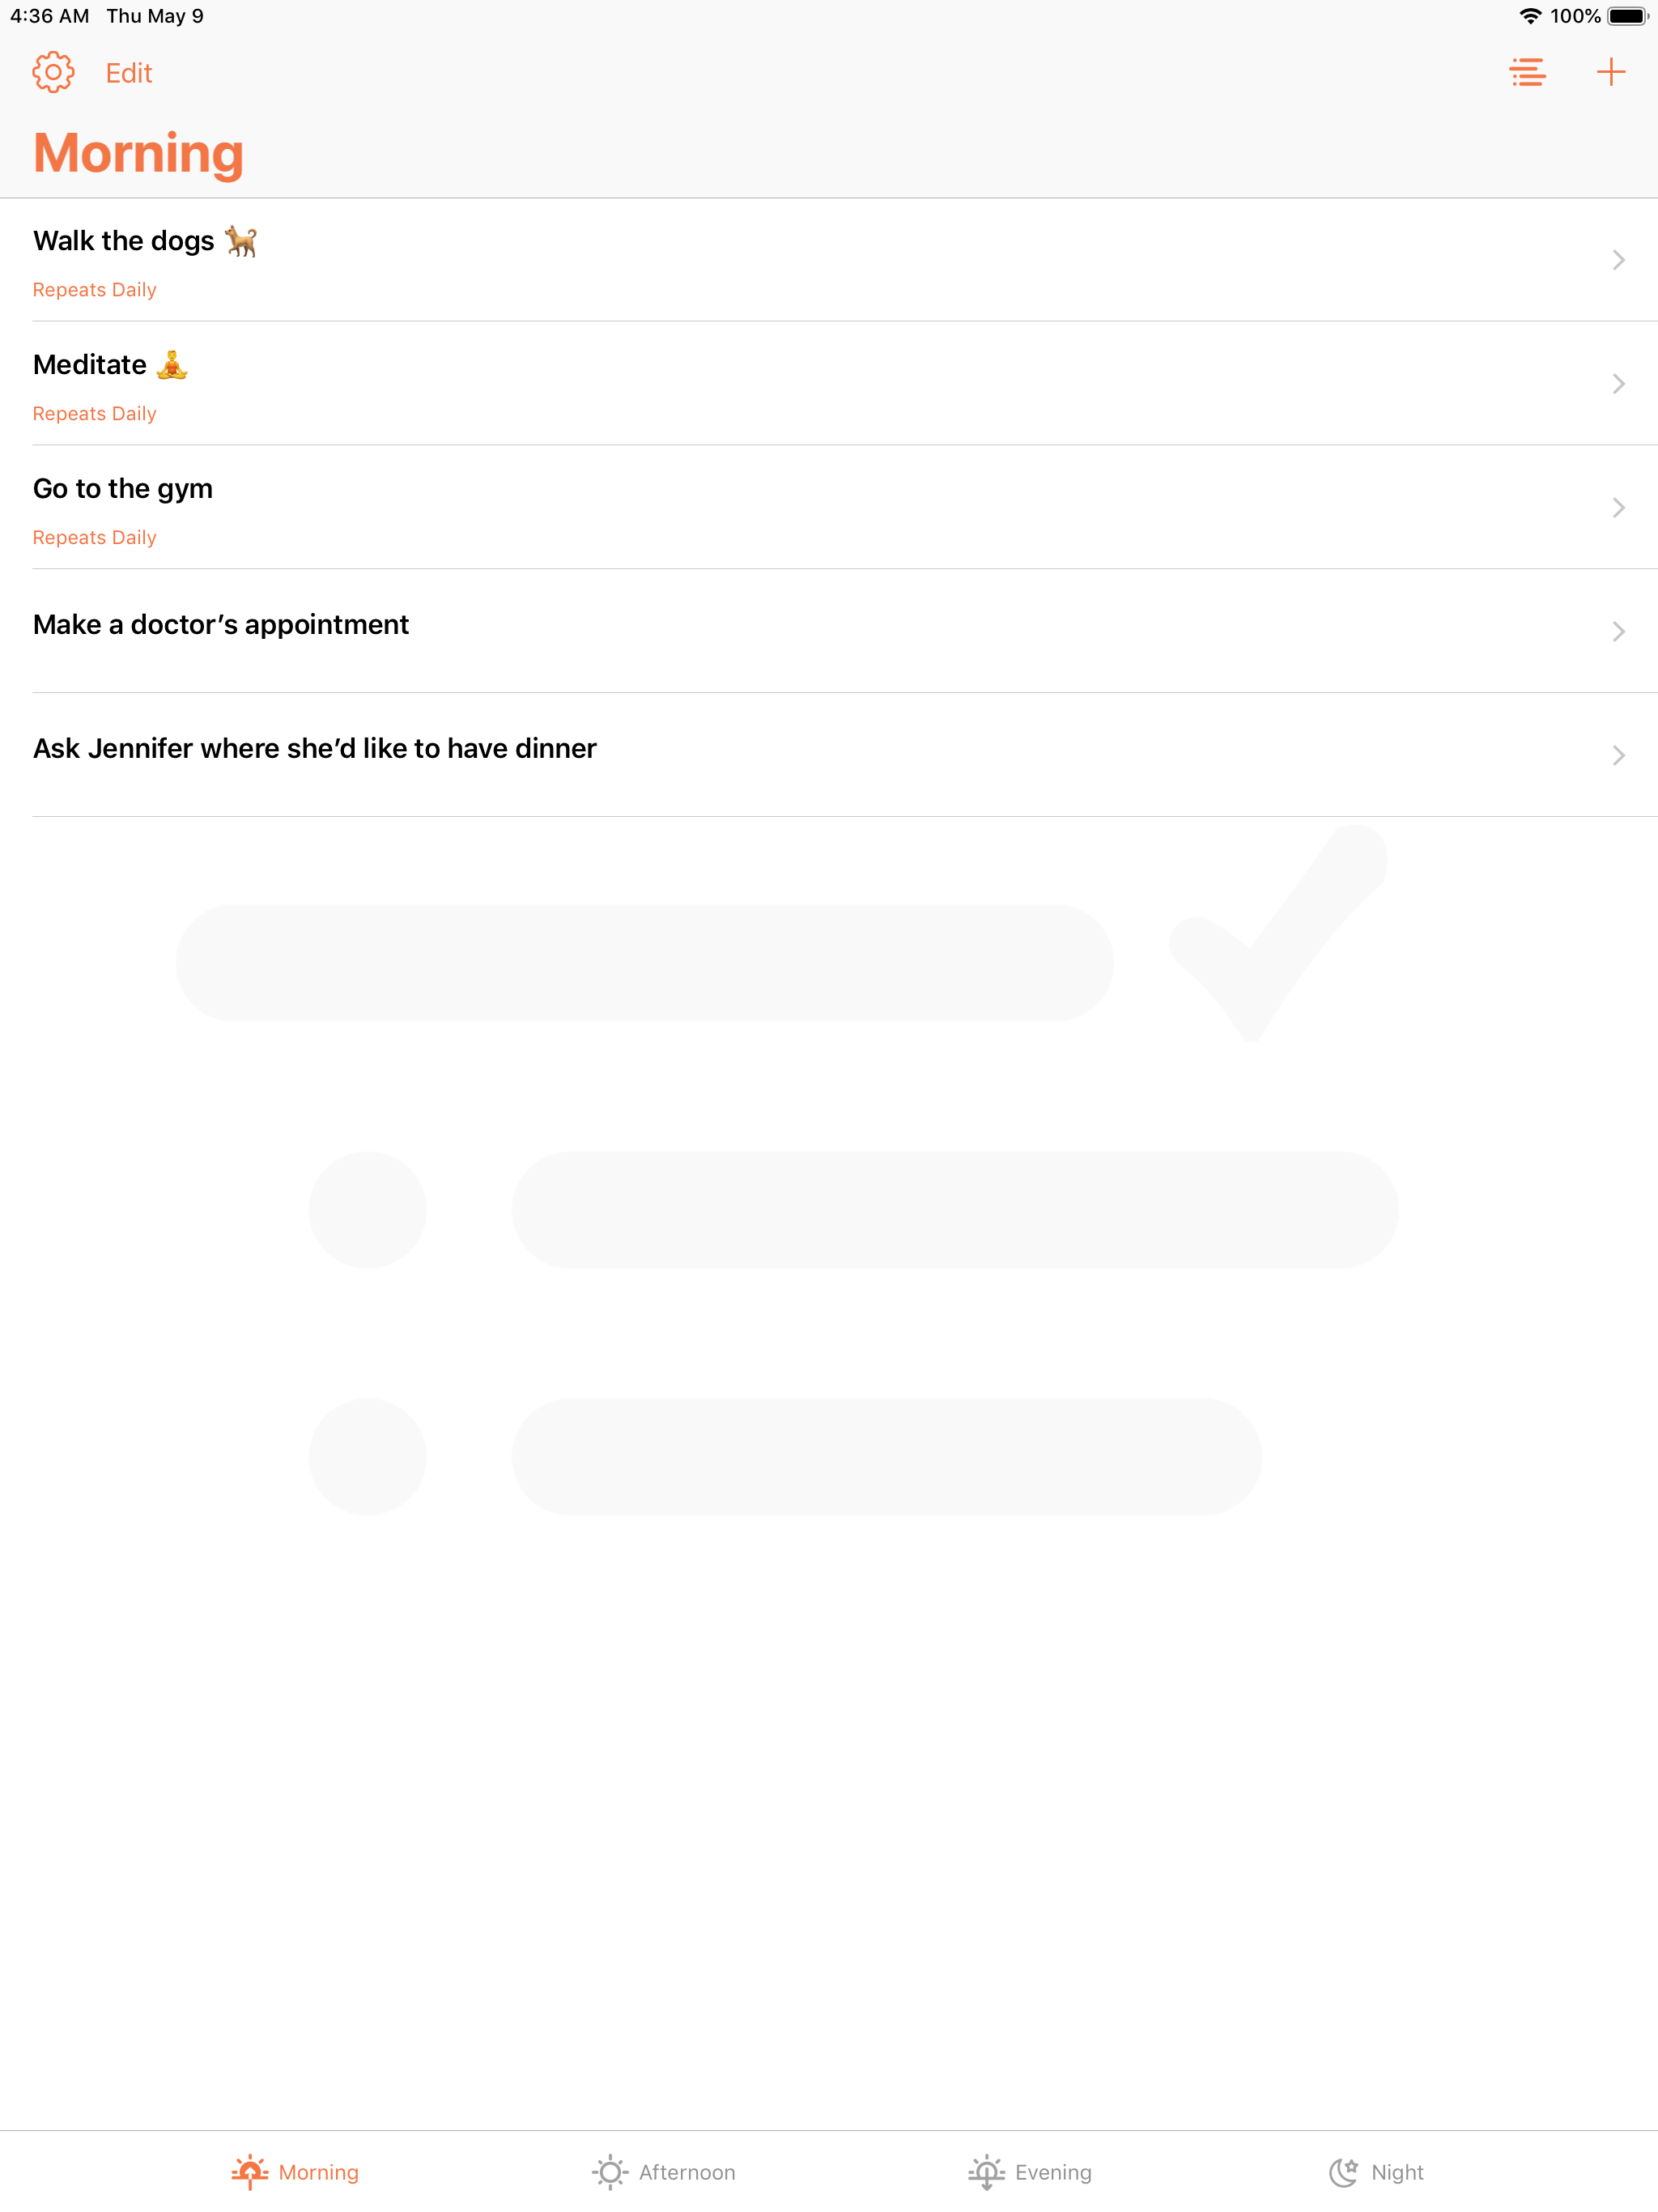 4:36 AM Thu May 9 100%
Edit
Morning
Walk the dogs 🐕
Repeats Daily
Meditate 🧘
Repeats Daily
Go to the gym
Repeats Daily
Make a doctor’s appointment
Ask Jennifer where she’d like to have dinner
Morning Afternoon Evening Night